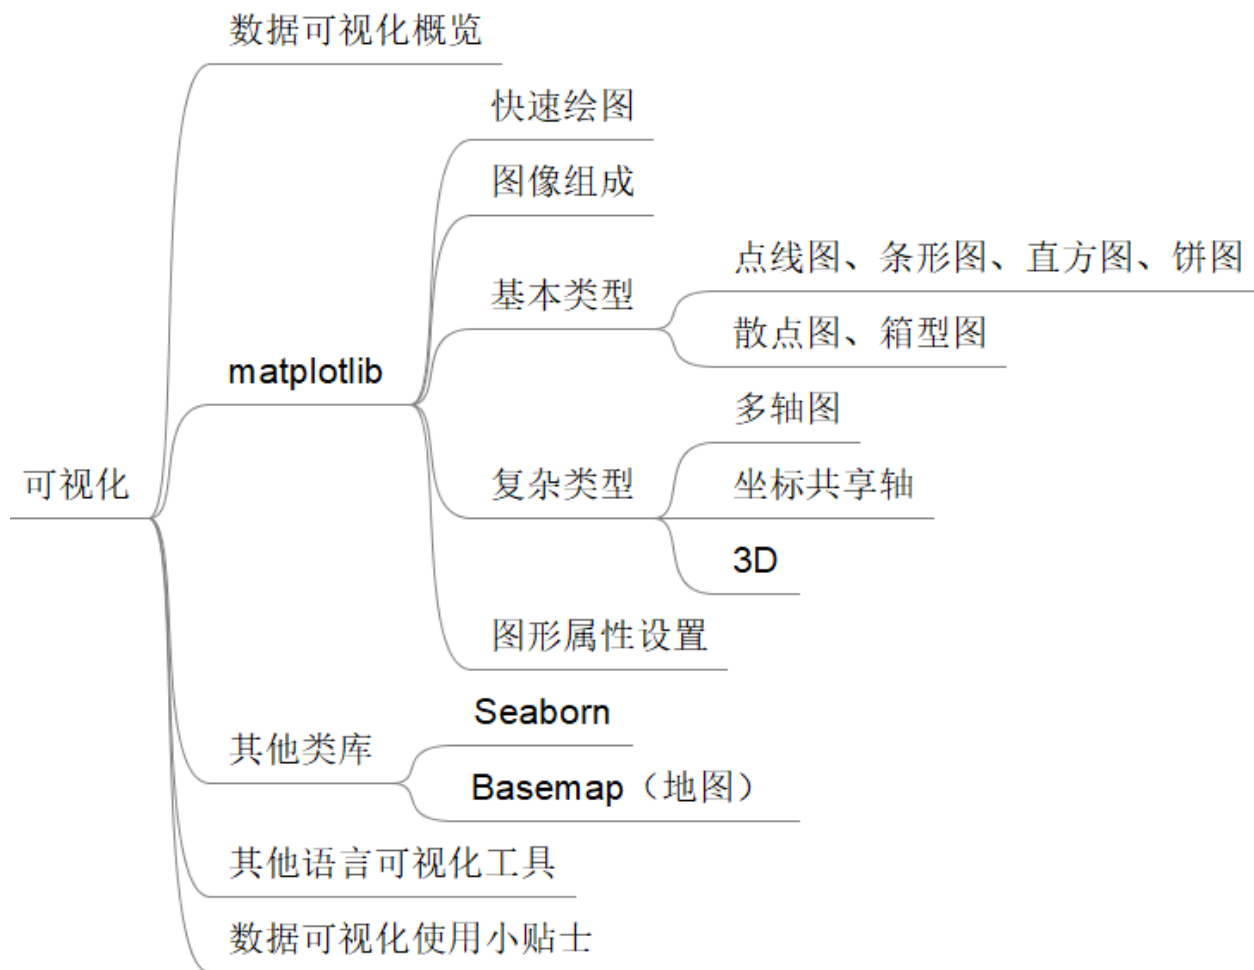 数据可视化概览
快速绘图
图像组成
点线图、条形图、直方图、饼图
基本类型
散点图、箱型图
matplotlib
多轴图
可视化
复杂类型
坐标共享轴
3D
图形属性设置
Seaborn
其他类库
Basemap（地图）
其他语言可视化工具
数据可视化使用小贴士